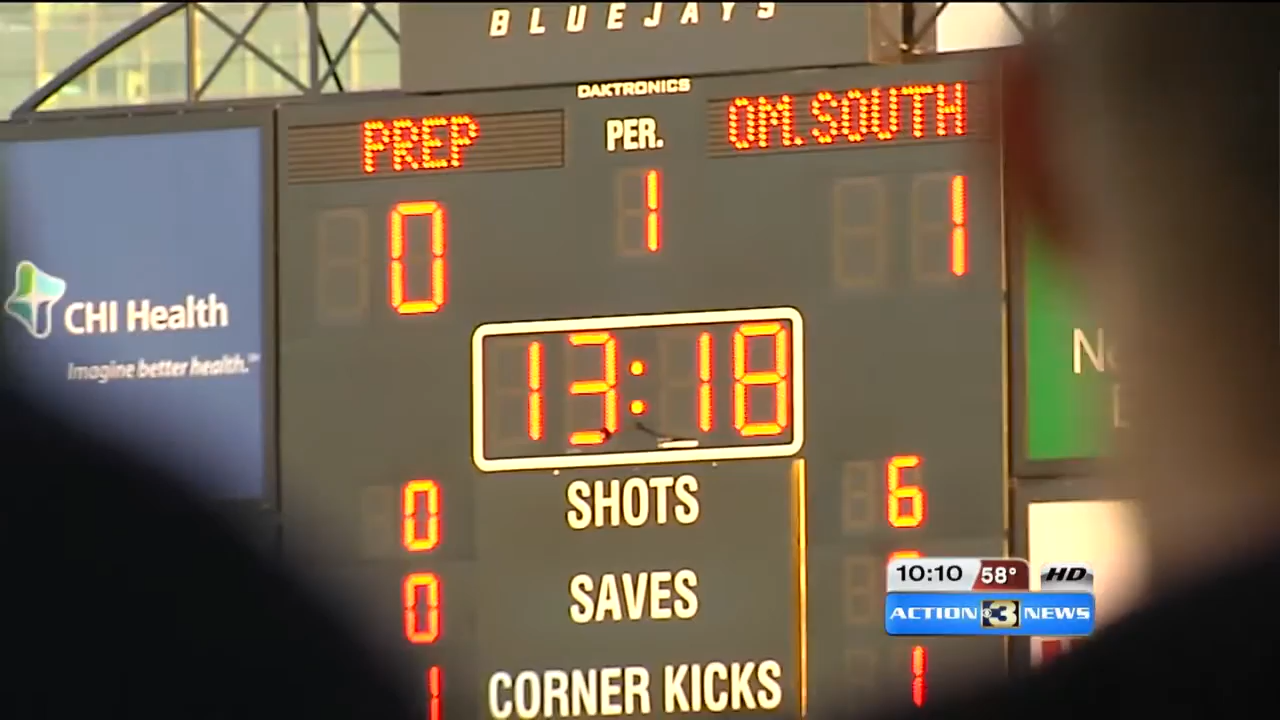 BLUEJAYS
DAKTRONICS
PREP
PER.
OM.SOUTH
0
1
1
13:18
CHI Health
Imagine better health.℠
0
SHOTS
6
0
SAVES
1
CORNER KICKS
1
10:10 58° HD
ACTION 3 NEWS